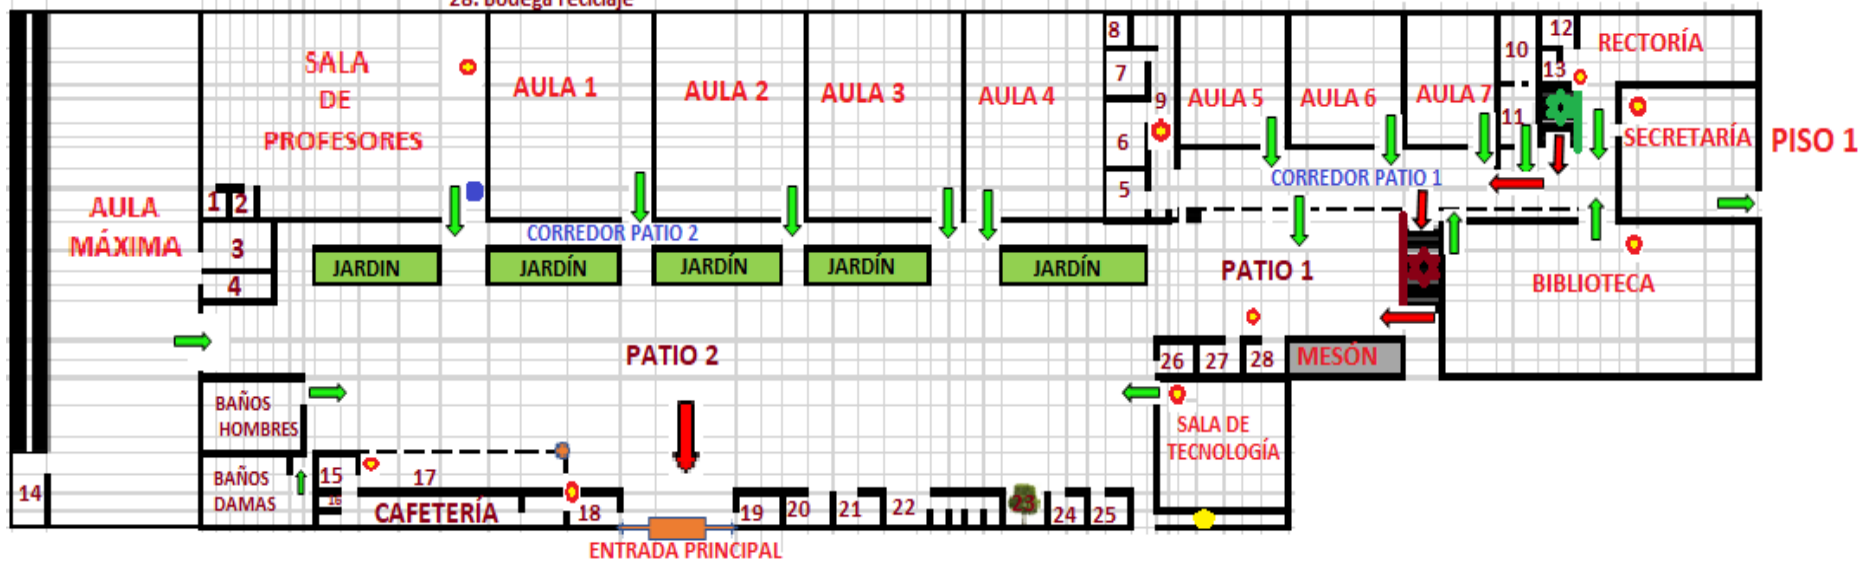 28. Bodega reciclaje
SALA
DE
PROFESORES
AULA 1
AULA 2
AULA 3
AULA 4
8
7
6
5
9
AULA 5
AULA 6
AULA 7
10
11
12
13
RECTORÍA
SECRETARÍA
PISO 1
AULA
MÁXIMA
1
2
3
4
CORREDOR PATIO 2
CORREDOR PATIO 1
JARDIN
JARDÍN
JARDÍN
JARDÍN
JARDÍN
PATIO 1
BIBLIOTECA
PATIO 2
26
27
28
MESÓN
BAÑOS
HOMBRES
SALA DE
TECNOLOGÍA
BAÑOS
DAMAS
14
15
16
17
CAFETERÍA
18
19
20
21
22
23
24
25
ENTRADA PRINCIPAL